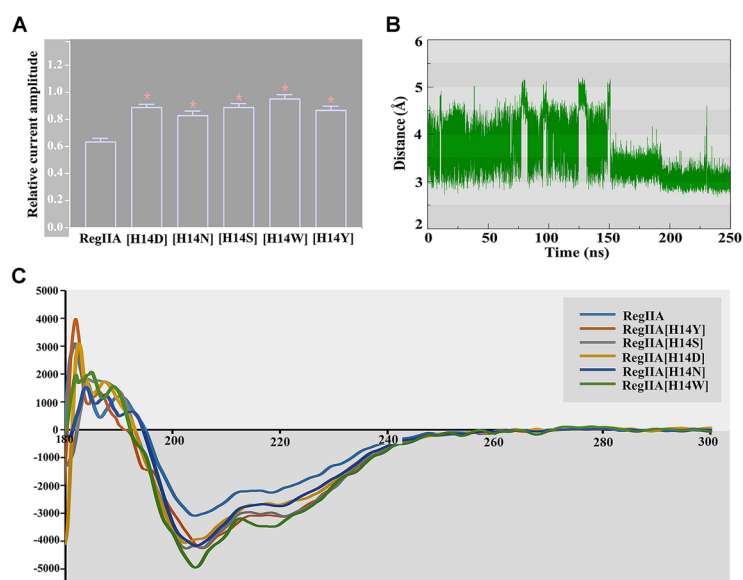 A
Relative current amplitude
1.2
1.0
0.8
0.6
0.4
0.2
0.0
*
*
*
*
*
RegIIA [H14D] [H14N] [H14S] [H14W] [H14Y]
B
Distance (Å)
6
5
4
3
2
0 50 100 150 200 250
Time (ns)
C
5000
4000
3000
2000
1000
0
-1000
-2000
-3000
-4000
-5000
180 200 220 240 260 280 300
RegIIA
RegIIA[H14Y]
RegIIA[H14S]
RegIIA[H14D]
RegIIA[H14N]
RegIIA[H14W]